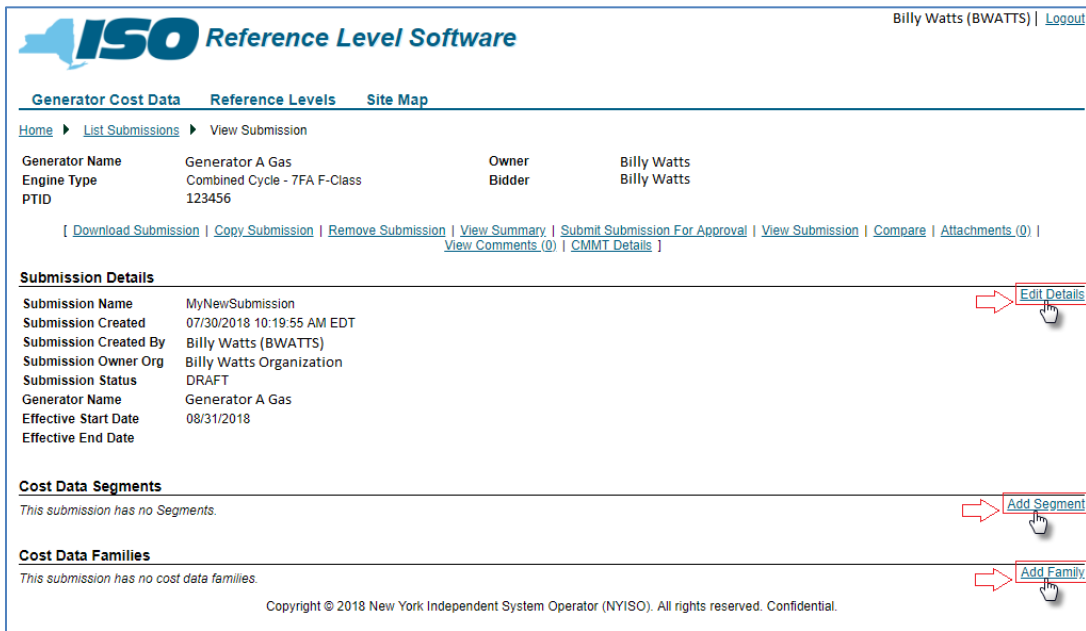 Billy Watts (BWATTS) | Logout
ISO Reference Level Software
Generator Cost Data Reference Levels Site Map
Home List Submissions View Submission
Generator Name Generator A Gas Owner Billy Watts
Engine Type Combined Cycle - 7FA F-Class Bidder Billy Watts
PTID 123456
[ Download Submission | Copy Submission | Remove Submission | View Summary | Submit Submission For Approval | View Submission | Compare | Attachments (0) |
View Comments (0) | CMMT Details ]
Submission Details
Edit Details
Submission Name MyNewSubmission
Submission Created 07/30/2018 10:19:55 AM EDT
Submission Created By Billy Watts (BWATTS)
Submission Owner Org Billy Watts Organization
Submission Status DRAFT
Generator Name Generator A Gas
Effective Start Date 08/31/2018
Effective End Date
Cost Data Segments
This submission has no Segments. Add Segment
Cost Data Families
This submission has no cost data families. Add Family
Copyright © 2018 New York Independent System Operator (NYISO). All rights reserved. Confidential.